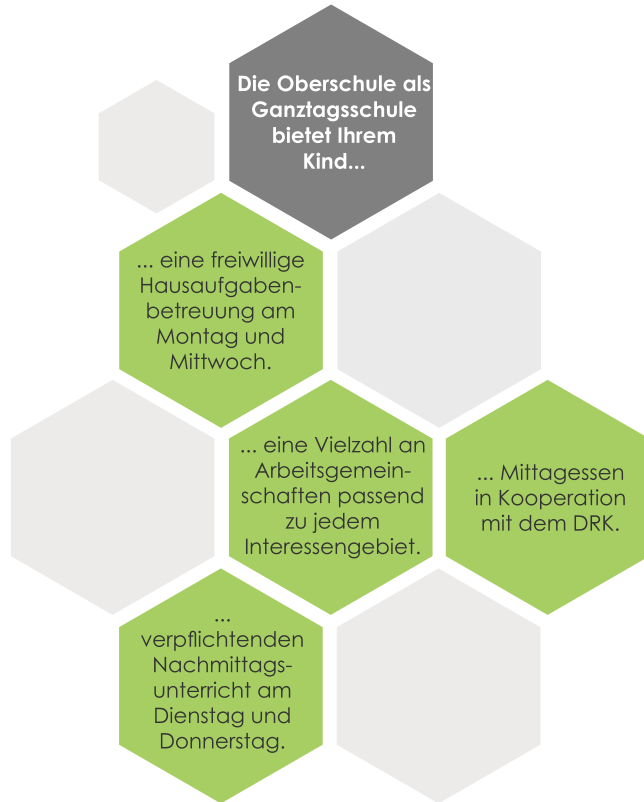 Die Oberschule als
Ganztagsschule
bietet Ihrem
Kind...
... eine freiwillige
Hausaufgaben-
betreuung am
Montag und
Mittwoch.
... eine Vielzahl an
Arbeitsgemein-
schaften passend
zu jedem
Interessengebiet.
... Mittagessen
in Kooperation
mit dem DRK.
...
verpflichtenden
Nachmittags-
unterricht am
Dienstag und
Donnerstag.